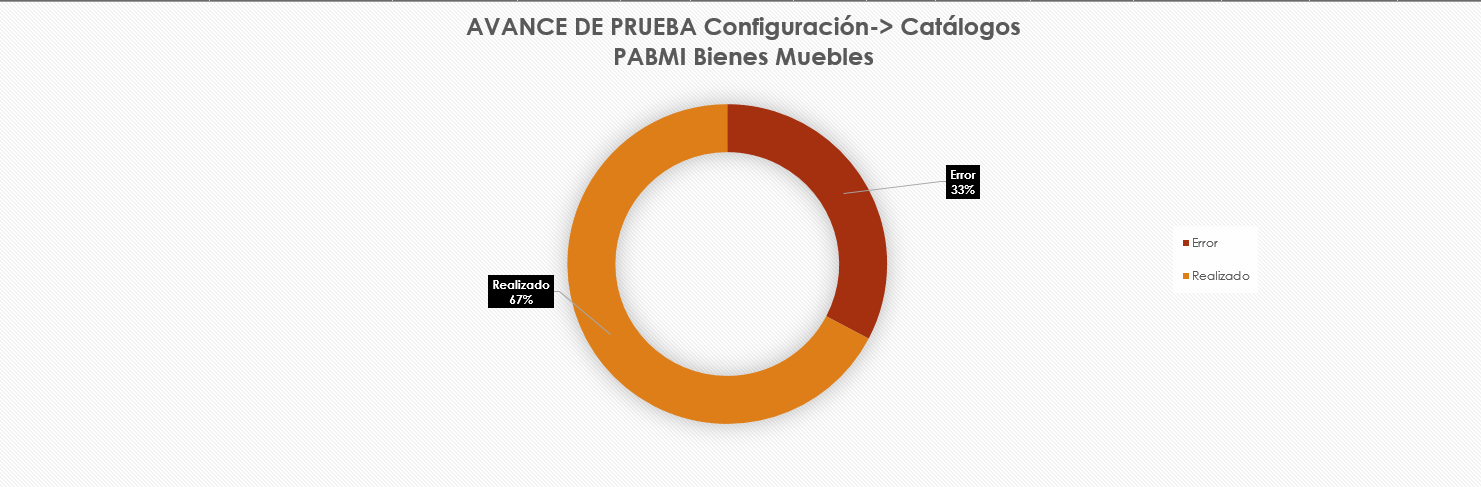 AVANCE DE PRUEBA Configuración-> Catálogos
PABMI Bienes Muebles
Error
33%
Realizado
67%
Error
Realizado